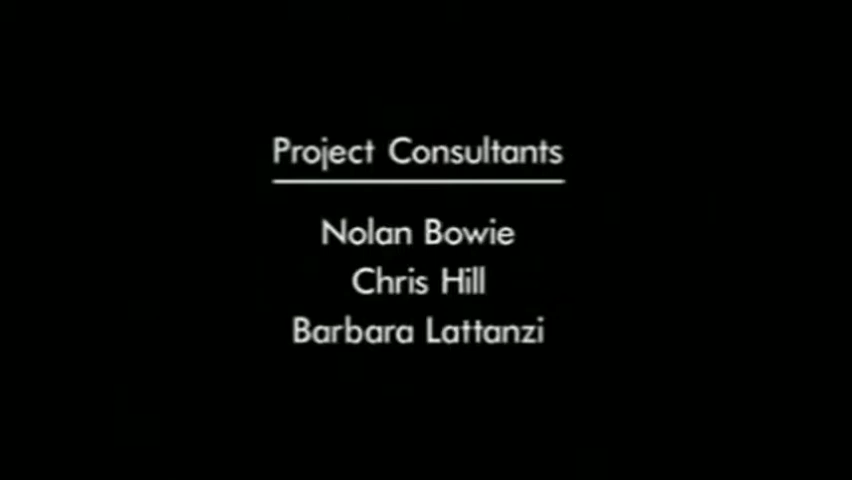 Project Consultants
Nolan Bowie
Chris Hill
Barbara Lattanzi